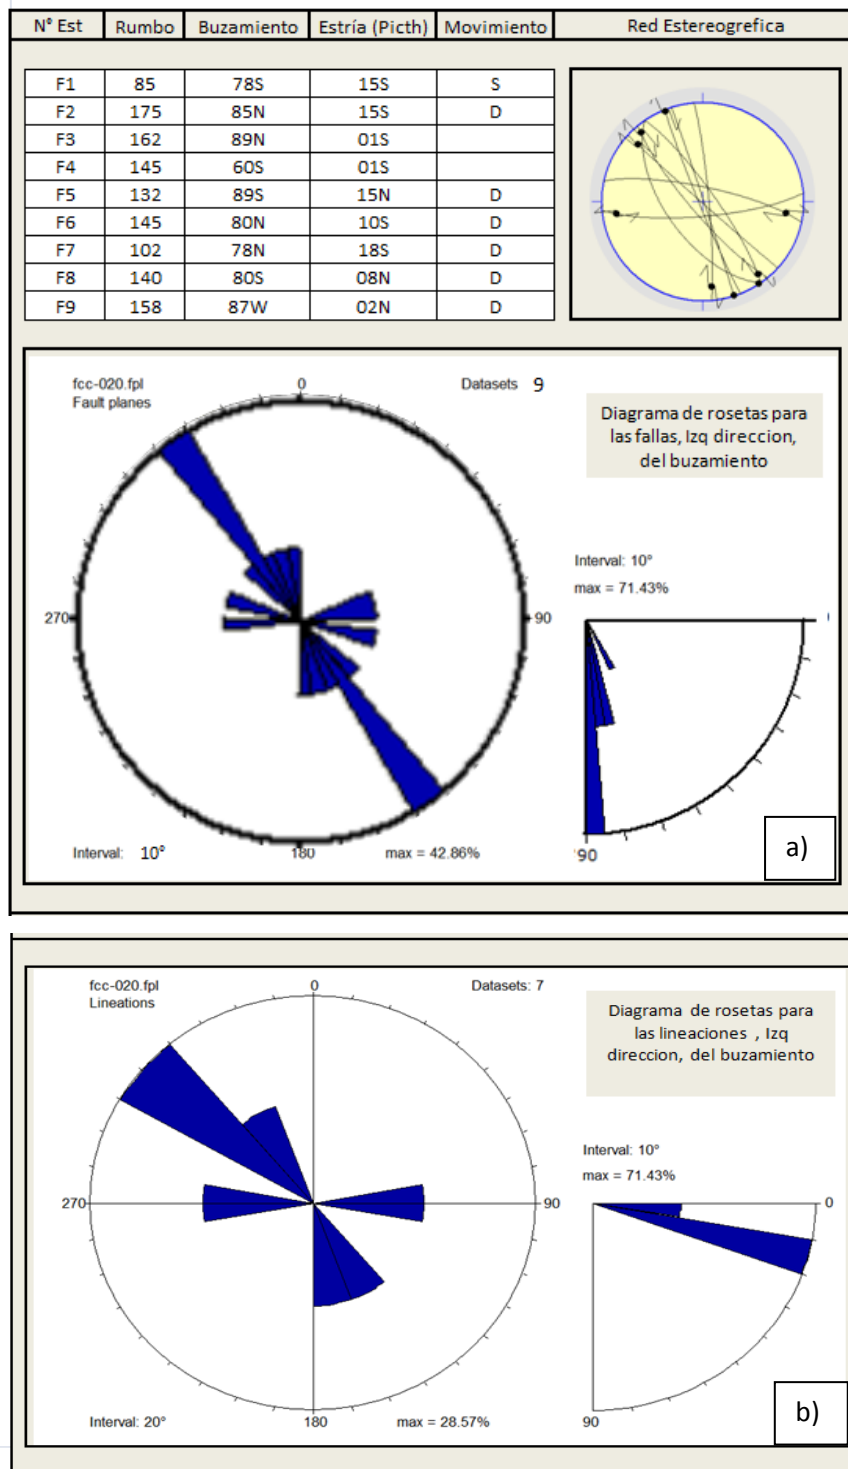 N° Est Rumbo Buzamiento Estría (Picth) Movimiento Red Estereogrefica
F1 85 78S 15S S
F2 175 85N 15S D
F3 162 89N 01S
F4 145 60S 01S
F5 132 89S 15N D
F6 145 80N 10S D
F7 102 78N 18S D
F8 140 80S 08N D
F9 158 87W 02N D
fcc-020.fpl 0 Datasets 9
Fault planes
Diagrama de rosetas para
las fallas, Izq direccion,
del buzamiento
Interval: 10°
max = 71.43%
270 90
Interval: 10° 180 max = 42.86% 90
a)
fcc-020.fpl 0 Datasets: 7
Lineations
Diagrama de rosetas para
las lineaciones , Izq
direccion, del buzamiento
Interval: 10°
max = 71.43%
270 90 0
Interval: 20° 180 max = 28.57% 90
b)